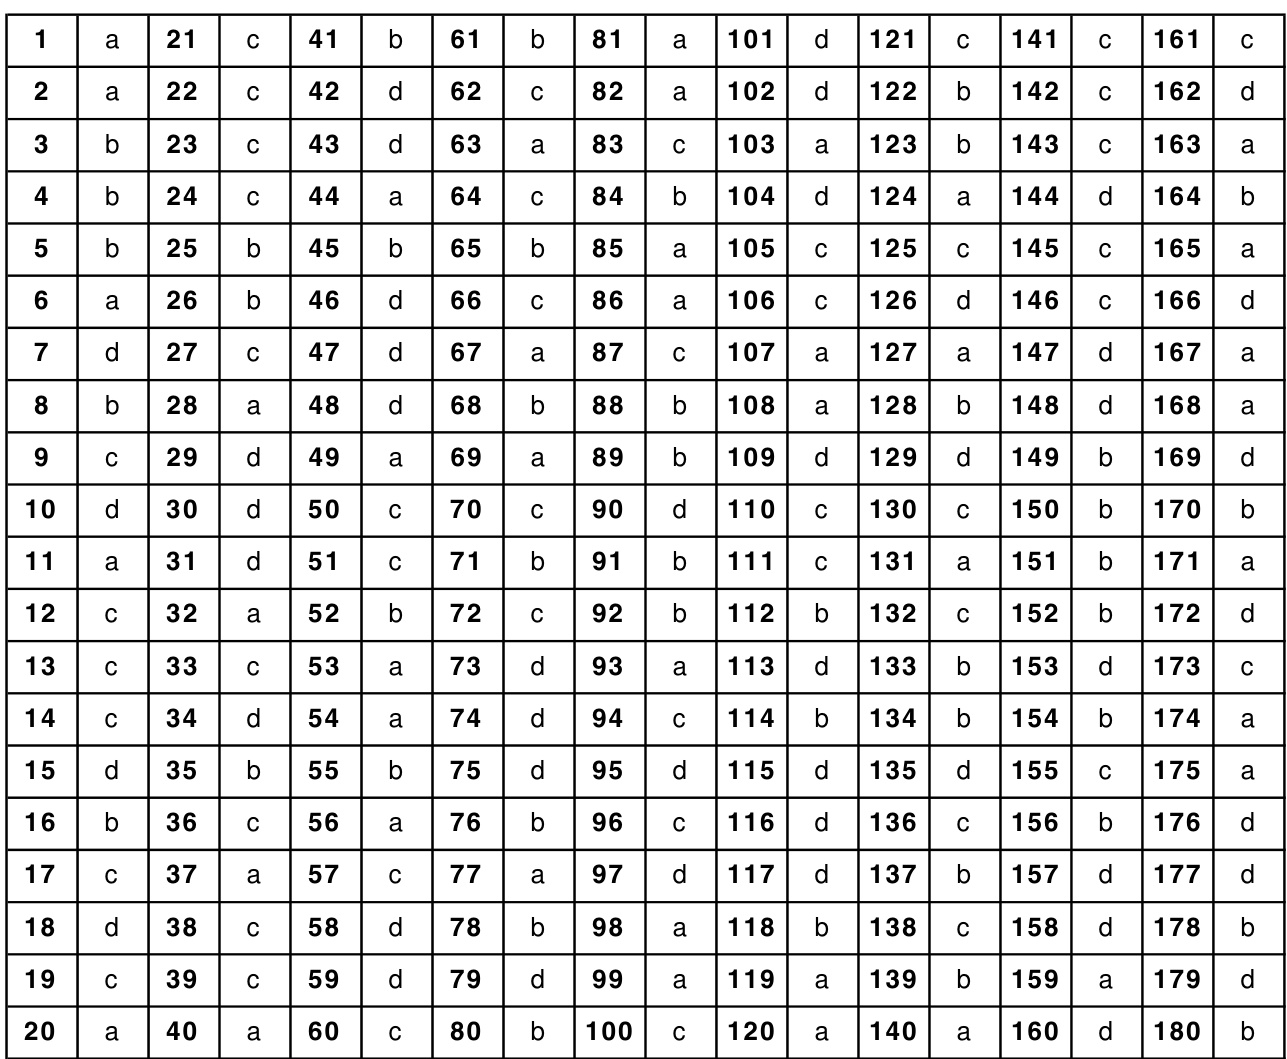 1 a 21 c 41 b 61 b 81 a 101 d 121 c 141 c 161 c
2 a 22 c 42 d 62 c 82 a 102 d 122 b 142 c 162 d
3 b 23 c 43 d 63 a 83 c 103 a 123 b 143 c 163 a
4 b 24 c 44 a 64 c 84 b 104 d 124 a 144 d 164 b
5 b 25 b 45 b 65 b 85 a 105 c 125 c 145 c 165 a
6 a 26 b 46 d 66 c 86 a 106 c 126 d 146 c 166 d
7 d 27 c 47 d 67 a 87 c 107 a 127 a 147 d 167 a
8 b 28 a 48 d 68 b 88 b 108 a 128 b 148 d 168 a
9 c 29 d 49 a 69 a 89 b 109 d 129 d 149 b 169 d
10 d 30 d 50 c 70 c 90 d 110 c 130 c 150 b 170 b
11 a 31 d 51 c 71 b 91 b 111 c 131 a 151 b 171 a
12 c 32 a 52 b 72 c 92 b 112 b 132 c 152 b 172 d
13 c 33 c 53 a 73 d 93 a 113 d 133 b 153 d 173 c
14 c 34 d 54 a 74 d 94 c 114 b 134 b 154 b 174 a
15 d 35 b 55 b 75 d 95 d 115 d 135 d 155 c 175 a
16 b 36 c 56 a 76 b 96 c 116 d 136 c 156 b 176 d
17 c 37 a 57 c 77 a 97 d 117 d 137 b 157 d 177 d
18 d 38 c 58 d 78 b 98 a 118 b 138 c 158 d 178 b
19 c 39 c 59 d 79 d 99 a 119 a 139 b 159 a 179 d
20 a 40 a 60 c 80 b 100 c 120 a 140 a 160 d 180 b